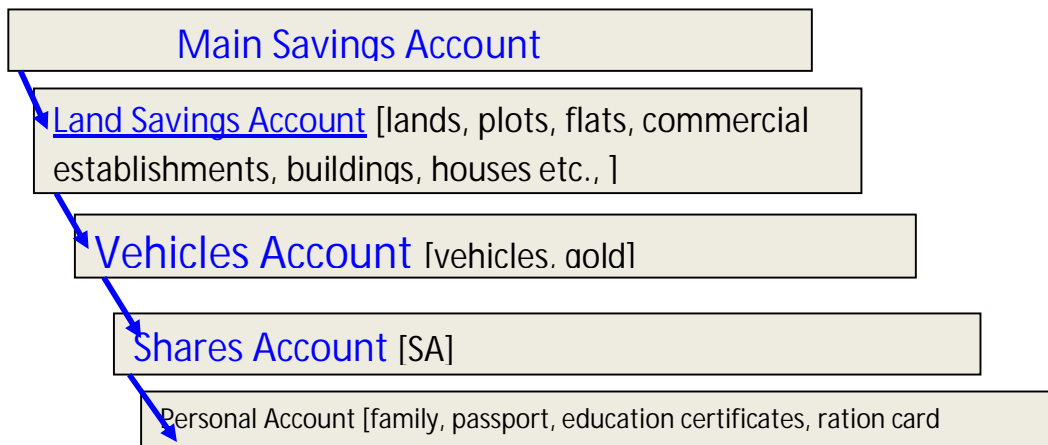 Main Savings Account
Land Savings Account [lands, plots, flats, commercial
establishments, buildings, houses etc., ]
Vehicles Account [vehicles, gold]
Shares Account [SA]
Personal Account [family, passport, education certificates, ration card